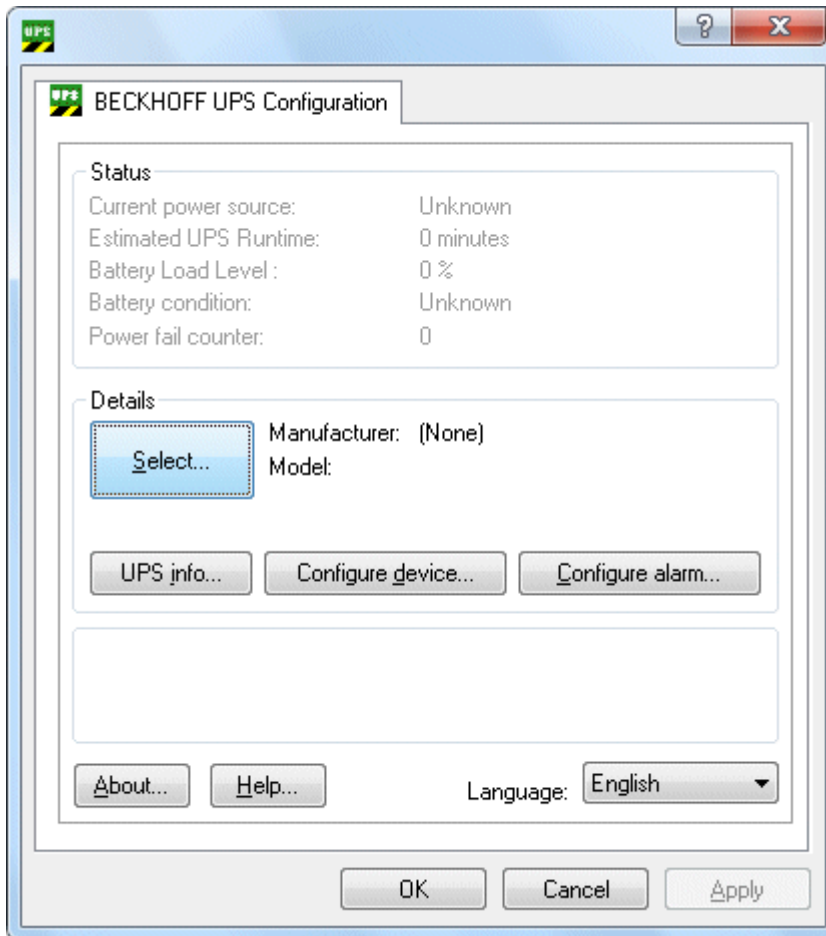 UPS
?
UPS BECKHOFF UPS Configuration
Status
Current power source: Unknown
Estimated UPS Runtime: 0 minutes
Battery Load Level : 0 %
Battery condition: Unknown
Power fail counter: 0
Details
Select...
Manufacturer: (None)
Model:
UPS info... Configure device... Configure alarm...
About... Help... Language: English
OK Cancel Apply